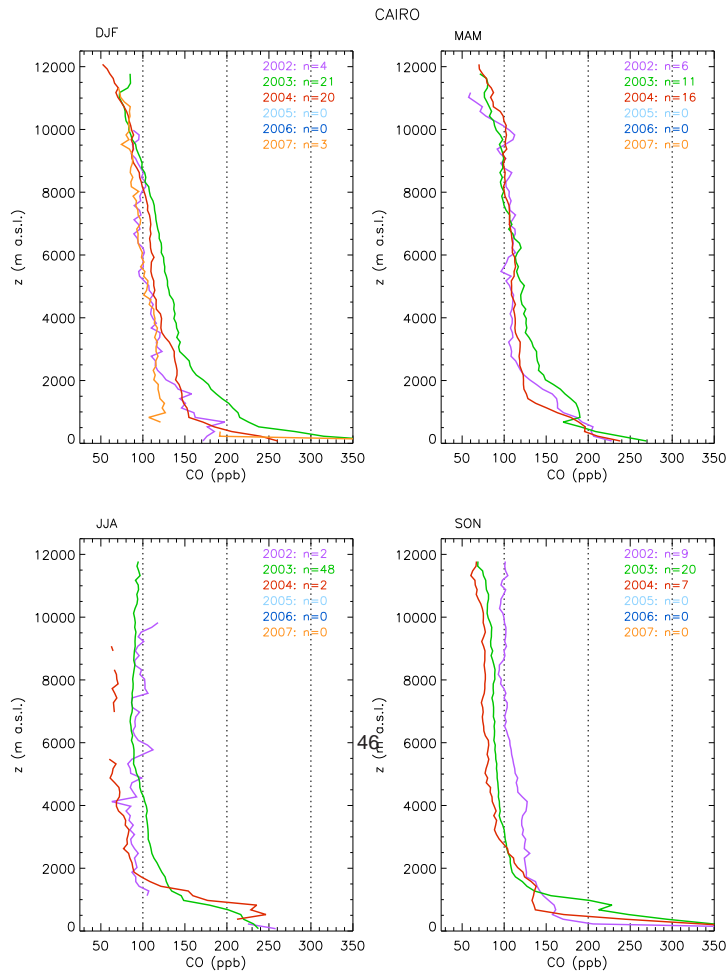 CAIRO
DJF
MAM
12000
10000
8000
6000
4000
2000
0
z (m a.s.l.)
2002: n=4
2003: n=21
2004: n=20
2005: n=0
2006: n=0
2007: n=3
50 100 150 200 250 300 350
CO (ppb)
12000
10000
8000
6000
4000
2000
0
z (m a.s.l.)
2002: n=6
2003: n=11
2004: n=16
2005: n=0
2006: n=0
2007: n=0
50 100 150 200 250 300 350
CO (ppb)
JJA
SON
12000
10000
8000
6000
4000
2000
0
z (m a.s.l.)
2002: n=2
2003: n=48
2004: n=2
2005: n=0
2006: n=0
2007: n=0
50 100 150 200 250 300 350
CO (ppb)
46
12000
10000
8000
6000
4000
2000
0
z (m a.s.l.)
2002: n=9
2003: n=20
2004: n=7
2005: n=0
2006: n=0
2007: n=0
50 100 150 200 250 300 350
CO (ppb)